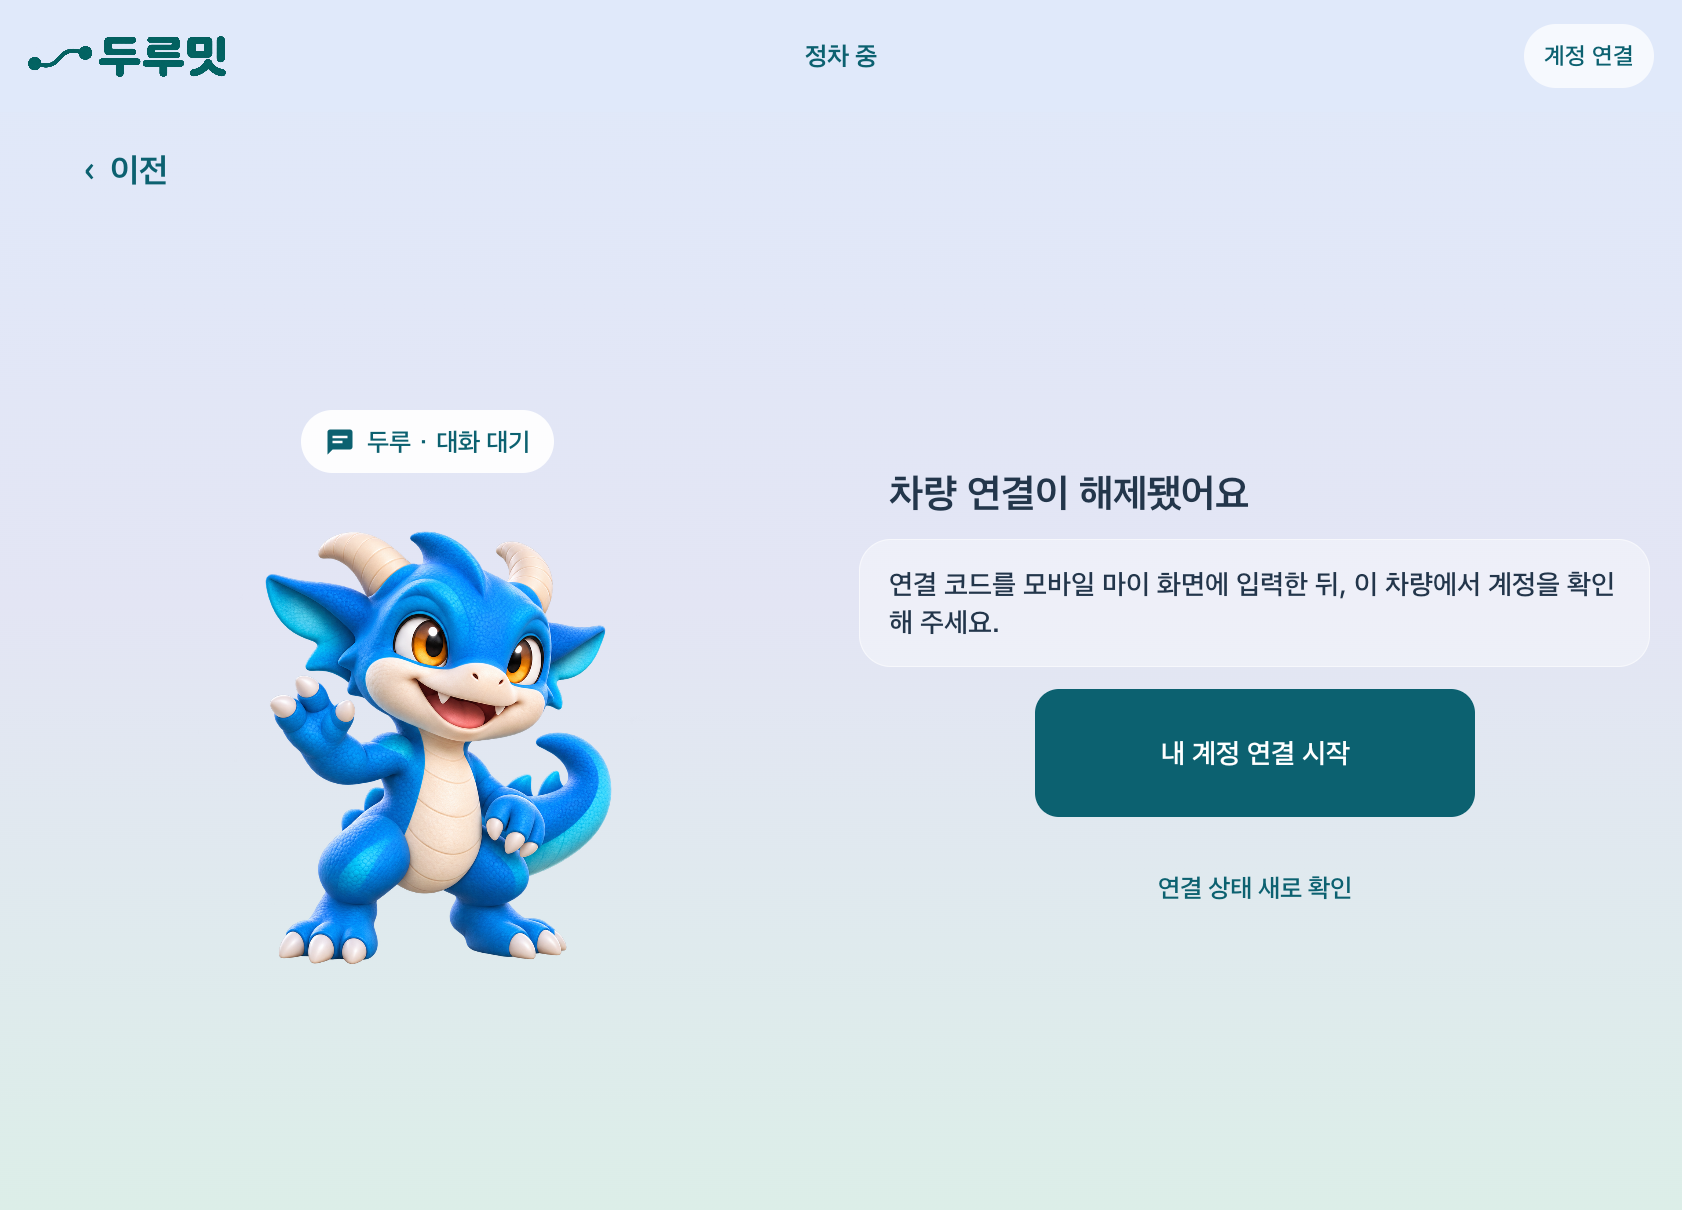 두루밋
정차 중
계정 연결
‹ 이전
두루 · 대화 대기
차량 연결이 해제됐어요
연결 코드를 모바일 마이 화면에 입력한 뒤, 이 차량에서 계정을 확인
해 주세요.
내 계정 연결 시작
연결 상태 새로 확인